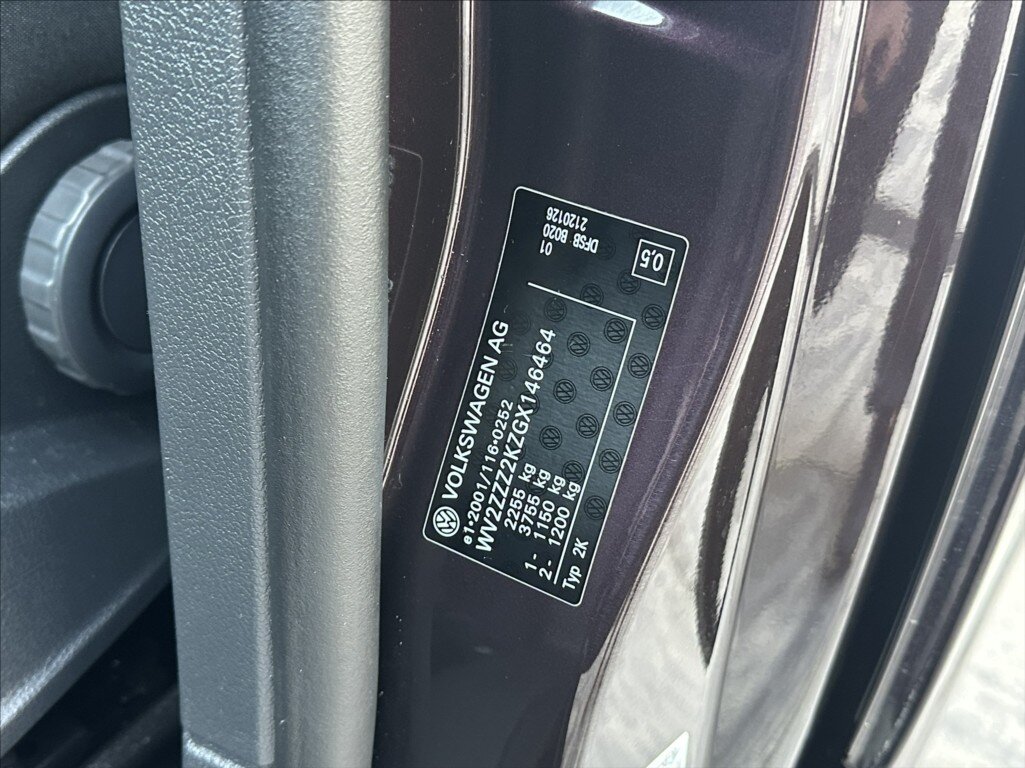 VOLKSWAGEN AG
e1*2001/116*0252
WV2ZZZ2KZGX146464
2255 kg
3755 kg
1- 1150 kg
2- 1200 kg
Typ 2K
01
DFSB B020
2120126
0,5